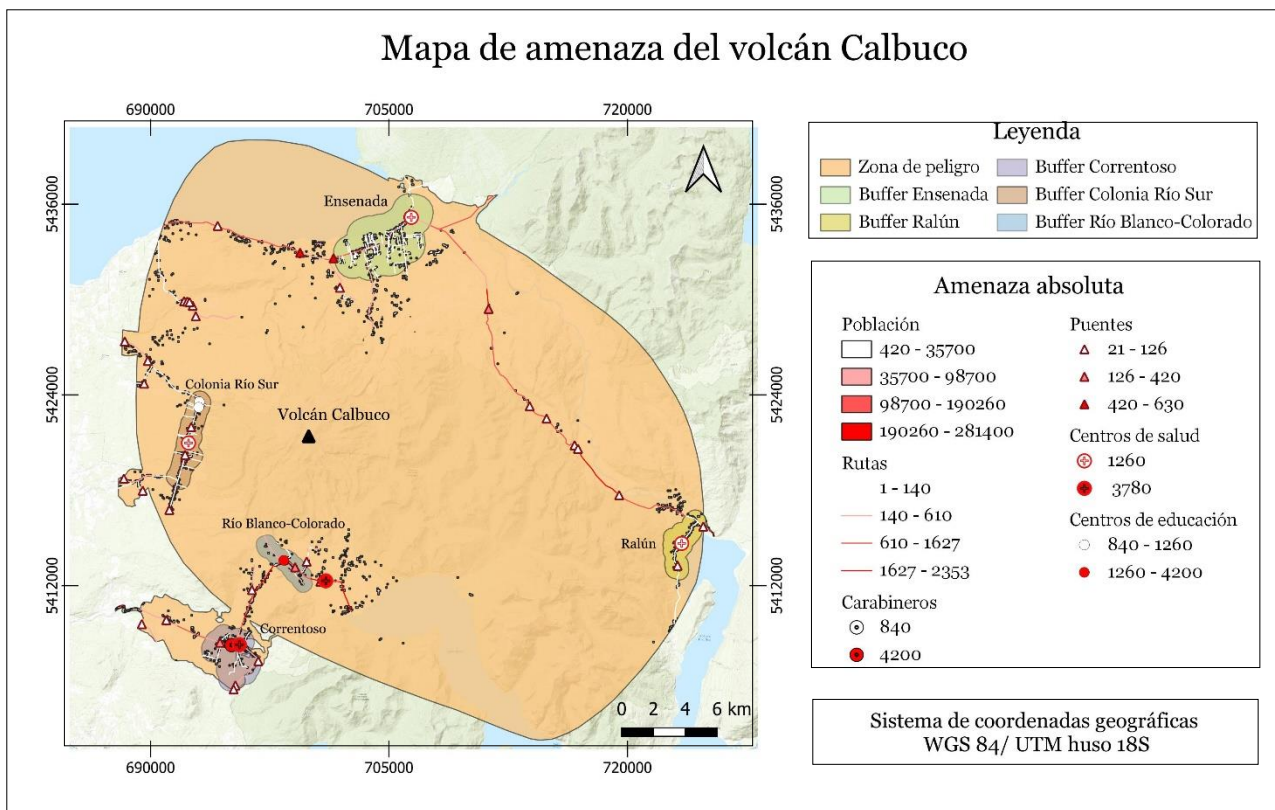 Mapa de amenaza del volcán Calbuco
690000
705000
720000
5436000
5424000
5412000
Ensenada
Colonia Río Sur
Volcán Calbuco
Río Blanco-Colorado
Ralún
Correntoso
0 2 4 6 km
5436000
5424000
5412000
690000
705000
720000
Leyenda
Zona de peligro
Buffer Ensenada
Buffer Ralún
Buffer Correntoso
Buffer Colonia Río Sur
Buffer Río Blanco-Colorado
Amenaza absoluta
Población
420 - 35700
35700 - 98700
98700 - 190260
190260 - 281400
Rutas
1 - 140
140 - 610
610 - 1627
1627 - 2353
Carabineros
840
4200
Puentes
21 - 126
126 - 420
420 - 630
Centros de salud
1260
3780
Centros de educación
840 - 1260
1260 - 4200
Sistema de coordenadas geográficas
WGS 84/ UTM huso 18S